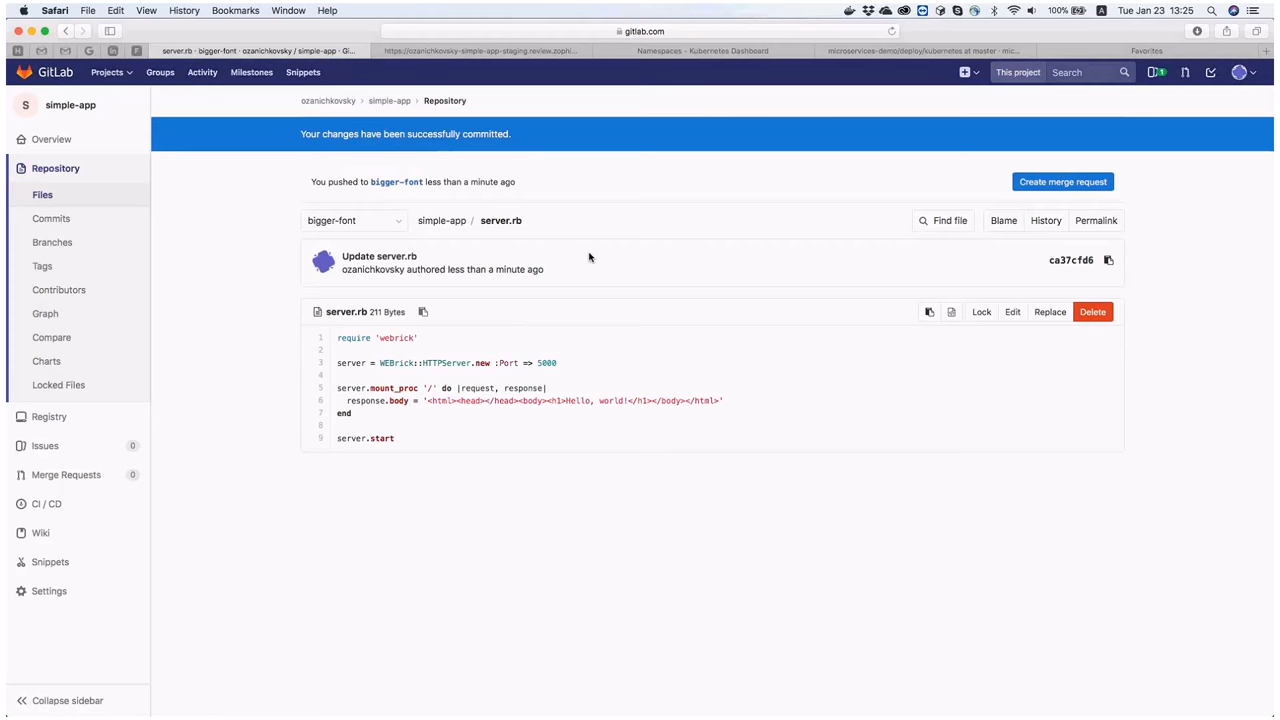 Safari File Edit View History Bookmarks Window Help 100% A Tue Jan 23 13:25
gitlab.com
server.rb · bigger-font · ozanichkovsky / simple-app · Gi... https://ozanichkovsky-simple-app-staging.review.zophi... Namespaces - Kubernetes Dashboard microservices-demo/deploy/kubernetes at master · mic... Favorites
GitLab Projects Groups Activity Milestones Snippets This project Search 1
S simple-app
ozanichkovsky > simple-app > Repository
Your changes have been successfully committed.
Overview
Repository
Files
Commits
Branches
Tags
Contributors
Graph
Compare
Charts
Locked Files
Registry
Issues 0
Merge Requests 0
CI / CD
Wiki
Snippets
Settings
Collapse sidebar
You pushed to bigger-font less than a minute ago Create merge request
bigger-font simple-app / server.rb Find file Blame History Permalink
Update server.rb
ozanichkovsky authored less than a minute ago ca37cfd6
server.rb 211 Bytes Lock Edit Replace Delete
1 require 'webrick'
2
3 server = WEBrick::HTTPServer.new :Port => 5000
4
5 server.mount_proc '/' do |request, response|
6 response.body = '<html><head></head><body><h1>Hello, world!</h1></body></html>'
7 end
8
9 server.start